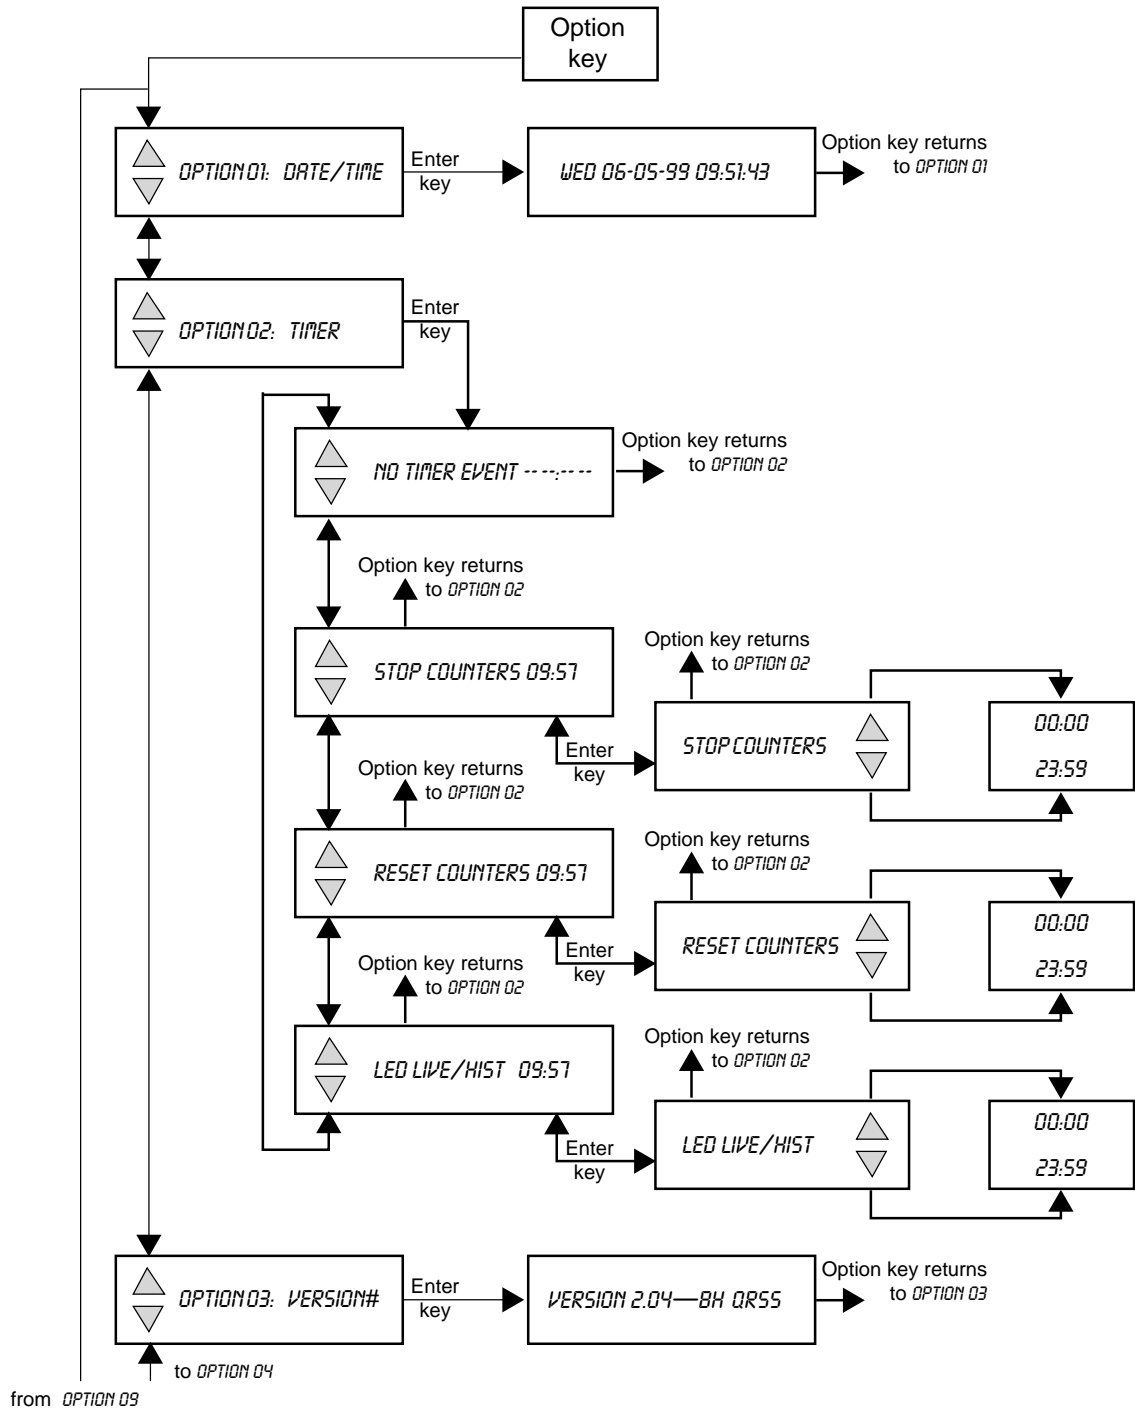 Option
key
OPTION 01: DATE/TIME
Enter
key
WED 06-05-99 09:51:43
Option key returns
to OPTION 01
OPTION 02: TIMER
Enter
key
NO TIMER EVENT -- --:-- --
Option key returns
to OPTION 02
Option key returns
to OPTION 02
STOP COUNTERS 09:57
Enter
key
Option key returns
to OPTION 02
STOP COUNTERS
00:00
23:59
Option key returns
to OPTION 02
RESET COUNTERS 09:57
Enter
key
Option key returns
to OPTION 02
RESET COUNTERS
00:00
23:59
Option key returns
to OPTION 02
LED LIVE/HIST 09:57
Enter
key
Option key returns
to OPTION 02
LED LIVE/HIST
00:00
23:59
OPTION 03: VERSION#
Enter
key
VERSION 2.04—8H QRSS
Option key returns
to OPTION 03
to OPTION 04
from OPTION 09